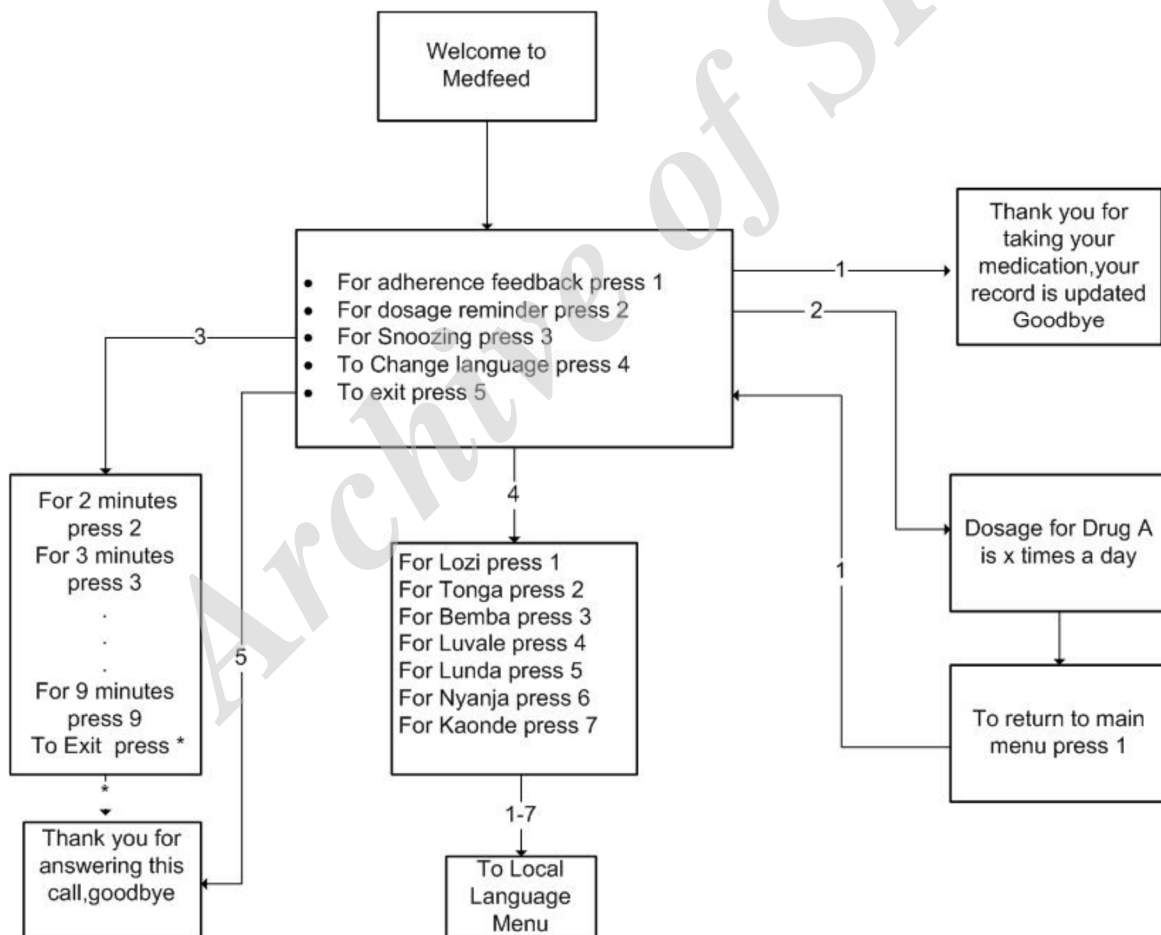 Welcome to
Medfeed
Thank you for
taking your
medication,your
record is updated
Goodbye
• For adherence feedback press 1
• For dosage reminder press 2
• For Snoozing press 3
• To Change language press 4
• To exit press 5
1
2
3
4
5
For 2 minutes
press 2
For 3 minutes
press 3
.
.
.
For 9 minutes
press 9
To Exit press *
*
Thank you for
answering this
call,goodbye
For Lozi press 1
For Tonga press 2
For Bemba press 3
For Luvale press 4
For Lunda press 5
For Nyanja press 6
For Kaonde press 7
1-7
To Local
Language
Menu
Dosage for Drug A
is x times a day
To return to main
menu press 1
1
Archive of